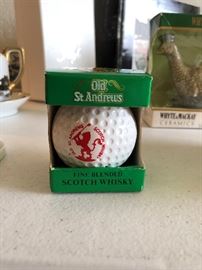 Old
St. Andrews
FINE BLENDED
SCOTCH WHISKY
WHYTE & MACKAY
CERAMIC